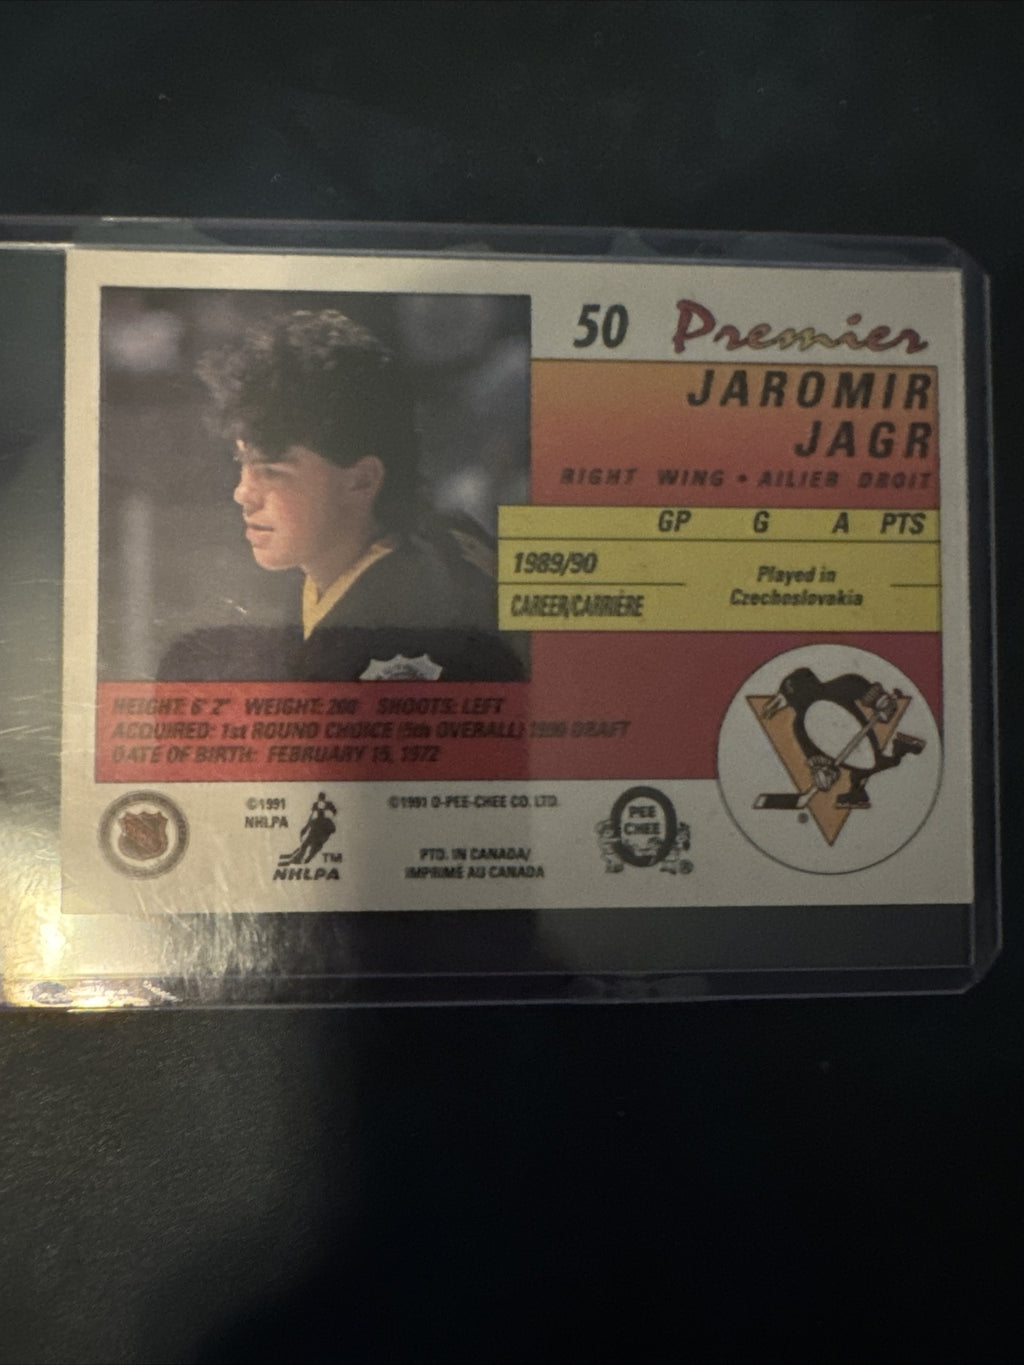 50 Premier
JAROMIR
JAGR
RIGHT WING • AILIER DROIT
GP G A PTS
1989/90
Played in
Czechoslovakia
CAREER/CARRIÈRE
HEIGHT: 6' 2" WEIGHT: 200 SHOOTS: LEFT
ACQUIRED: 1st ROUND CHOICE (5th OVERALL) 1990 DRAFT
DATE OF BIRTH: FEBRUARY 15, 1972
©1991
NHLPA
TM
NHLPA
©1991 O-PEE-CHEE CO. LTD.
PTD. IN CANADA/
IMPRIMÉ AU CANADA
PEE
CHEE
®